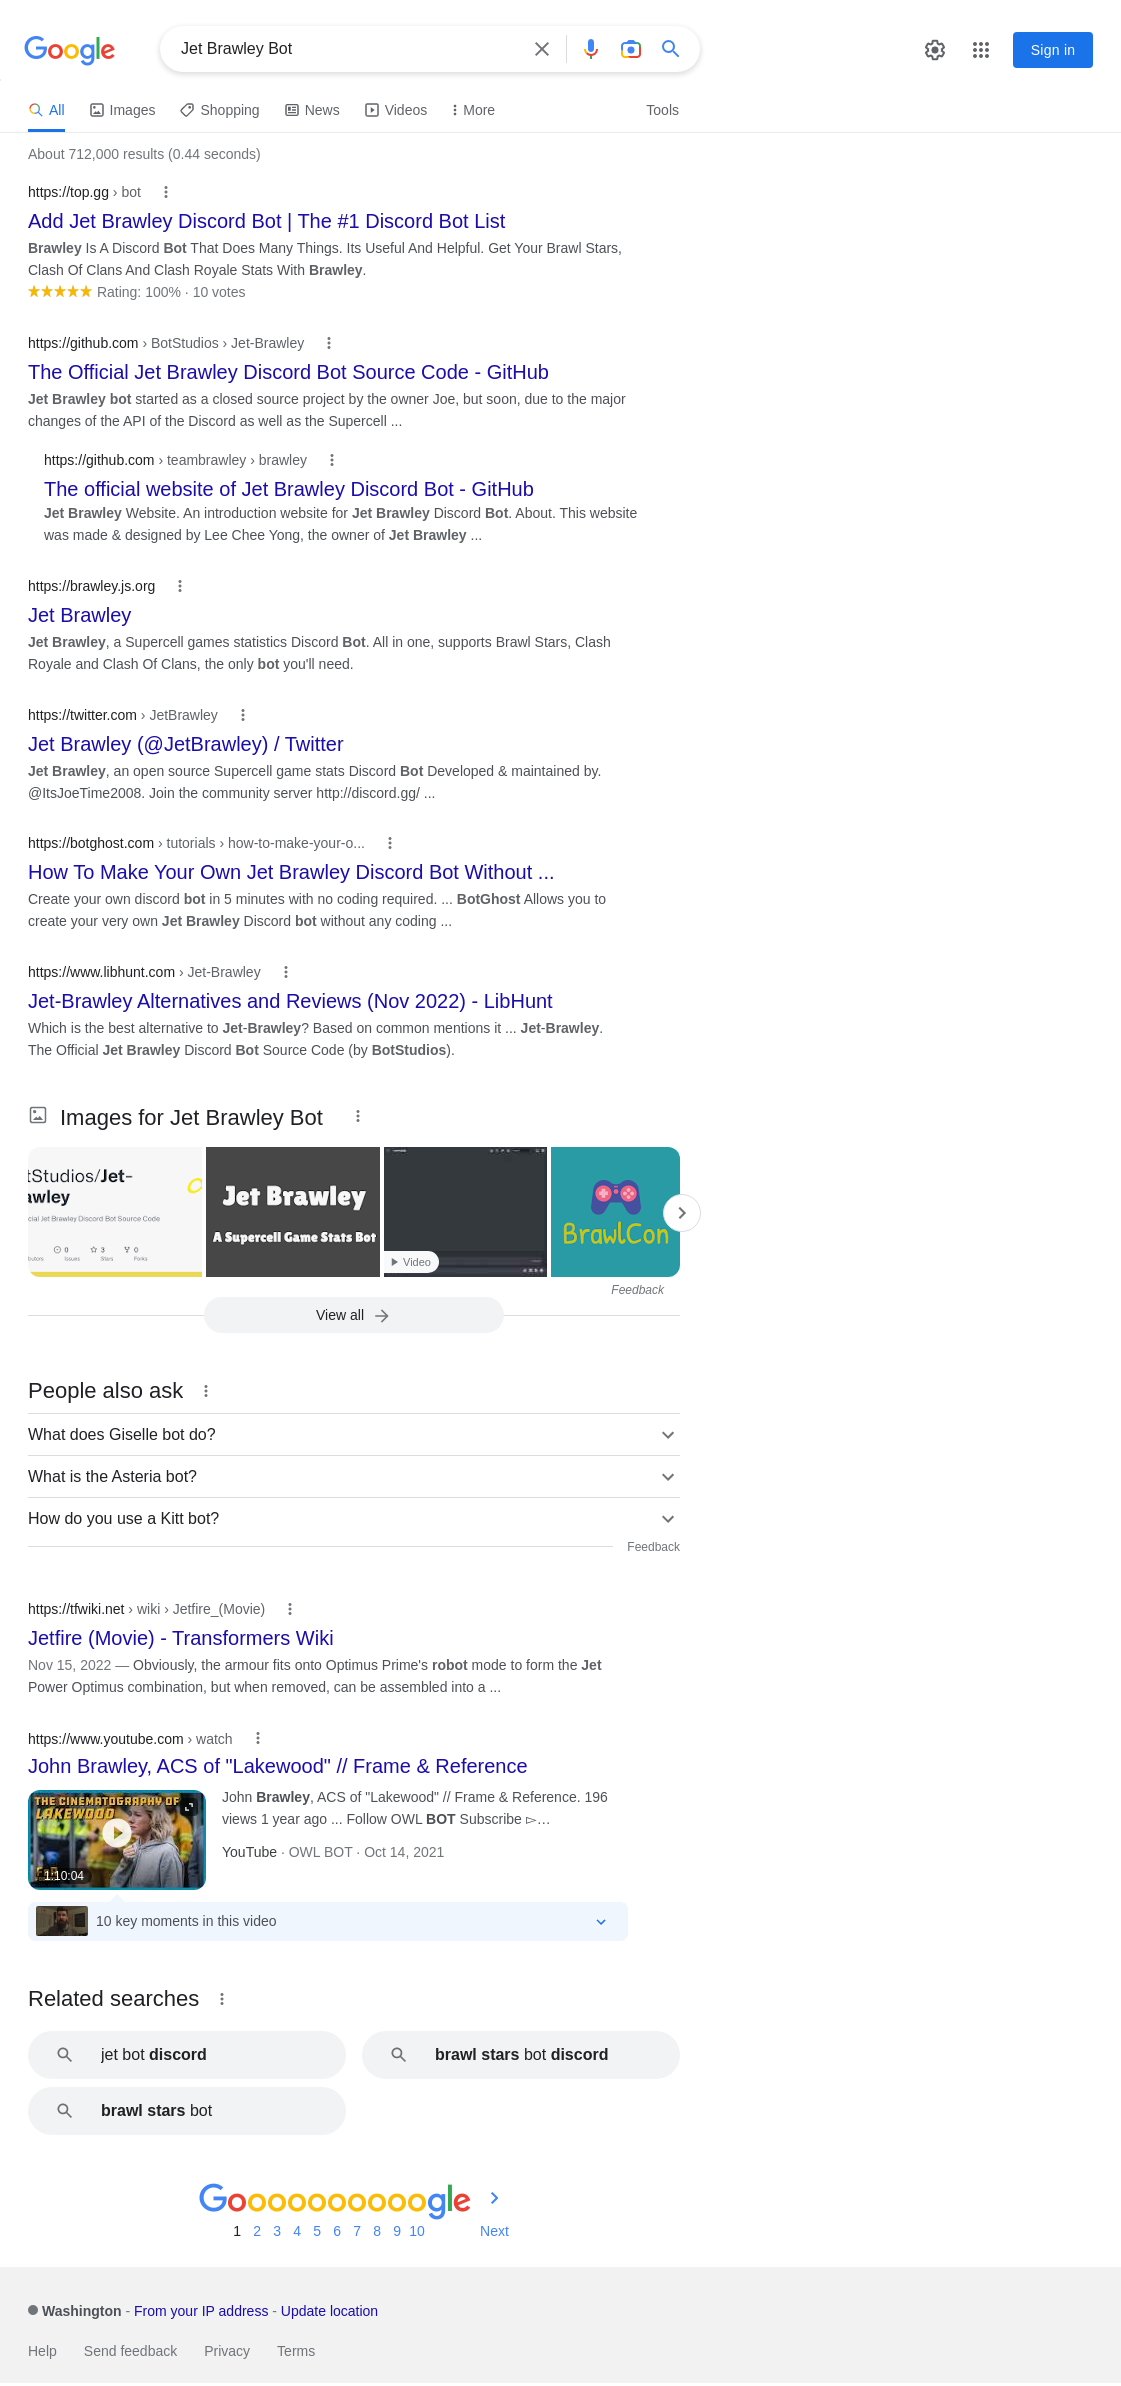 Google
Jet Brawley Bot
Sign in
All
Images
Shopping
News
Videos
More
Tools
About 712,000 results (0.44 seconds)
https://top.gg › bot
Add Jet Brawley Discord Bot | The #1 Discord Bot List
Brawley Is A Discord Bot That Does Many Things. Its Useful And Helpful. Get Your Brawl Stars,
Clash Of Clans And Clash Royale Stats With Brawley.
Rating: 100% · 10 votes
https://github.com › BotStudios › Jet-Brawley
The Official Jet Brawley Discord Bot Source Code - GitHub
Jet Brawley bot started as a closed source project by the owner Joe, but soon, due to the major
changes of the API of the Discord as well as the Supercell ...
https://github.com › teambrawley › brawley
The official website of Jet Brawley Discord Bot - GitHub
Jet Brawley Website. An introduction website for Jet Brawley Discord Bot. About. This website
was made & designed by Lee Chee Yong, the owner of Jet Brawley ...
https://brawley.js.org
Jet Brawley
Jet Brawley, a Supercell games statistics Discord Bot. All in one, supports Brawl Stars, Clash
Royale and Clash Of Clans, the only bot you'll need.
https://twitter.com › JetBrawley
Jet Brawley (@JetBrawley) / Twitter
Jet Brawley, an open source Supercell game stats Discord Bot Developed & maintained by.
@ItsJoeTime2008. Join the community server http://discord.gg/ ...
https://botghost.com › tutorials › how-to-make-your-o...
How To Make Your Own Jet Brawley Discord Bot Without ...
Create your own discord bot in 5 minutes with no coding required. ... BotGhost Allows you to
create your very own Jet Brawley Discord bot without any coding ...
https://www.libhunt.com › Jet-Brawley
Jet-Brawley Alternatives and Reviews (Nov 2022) - LibHunt
Which is the best alternative to Jet-Brawley? Based on common mentions it ... Jet-Brawley.
The Official Jet Brawley Discord Bot Source Code (by BotStudios).
Images for Jet Brawley Bot
tStudios/Jet-
awley
cial Jet Brawley Discord Bot Source Code
0
3
0
butors
Issues
Stars
Forks
Jet Brawley
A Supercell Game Stats Bot
Video
BrawlCon
Feedback
View all
People also ask
What does Giselle bot do?
What is the Asteria bot?
How do you use a Kitt bot?
Feedback
https://tfwiki.net › wiki › Jetfire_(Movie)
Jetfire (Movie) - Transformers Wiki
Nov 15, 2022 — Obviously, the armour fits onto Optimus Prime's robot mode to form the Jet
Power Optimus combination, but when removed, can be assembled into a ...
https://www.youtube.com › watch
John Brawley, ACS of "Lakewood" // Frame & Reference
THE CINEMATOGRAPHY OF
LAKEWOOD
1:10:04
John Brawley, ACS of "Lakewood" // Frame & Reference. 196
views 1 year ago ... Follow OWL BOT Subscribe ▻…
YouTube · OWL BOT · Oct 14, 2021
10 key moments in this video
Related searches
jet bot discord
brawl stars bot discord
brawl stars bot
Goooooooooogle
1 2 3 4 5 6 7 8 9 10 Next
Washington - From your IP address - Update location
Help
Send feedback
Privacy
Terms